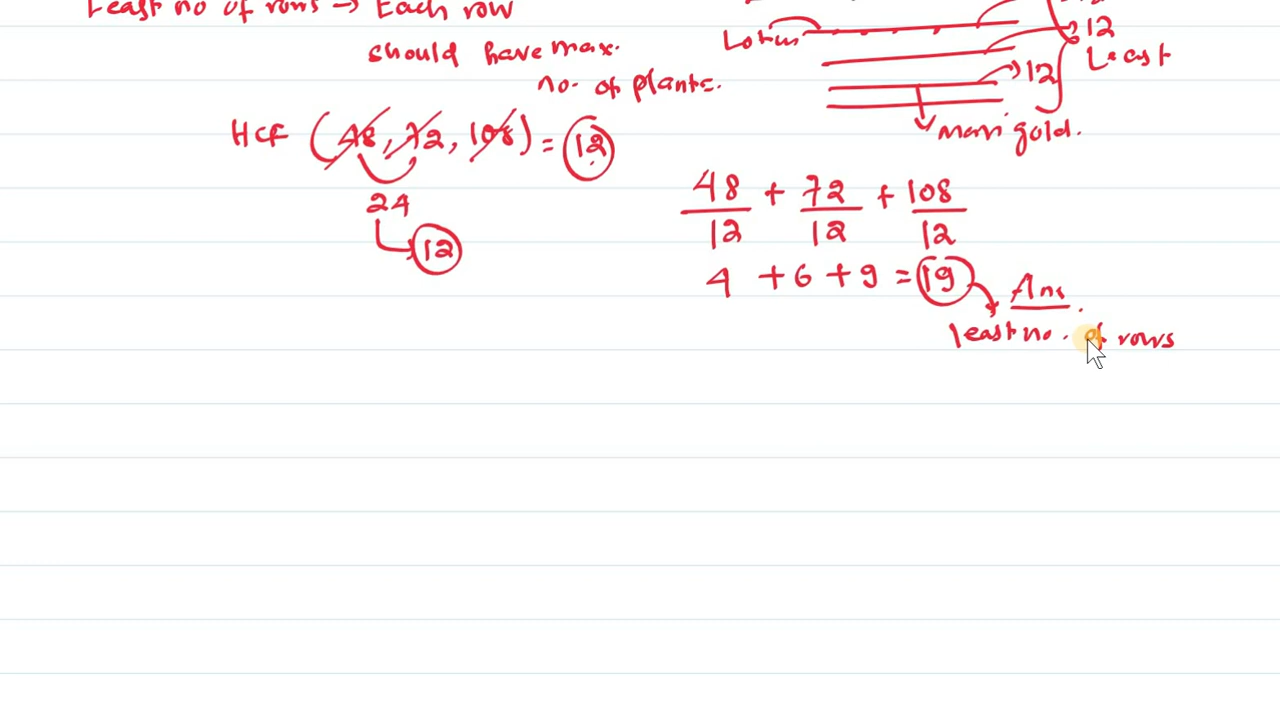 Least no of rows → Each row
should have max.
no. of plants.
Lotus
12
Least
12
marigold.
HCF (48, 72, 108) = 12
24
12
48/12 + 72/12 + 108/12
4 + 6 + 9 = 19
Ans.
least no. of rows